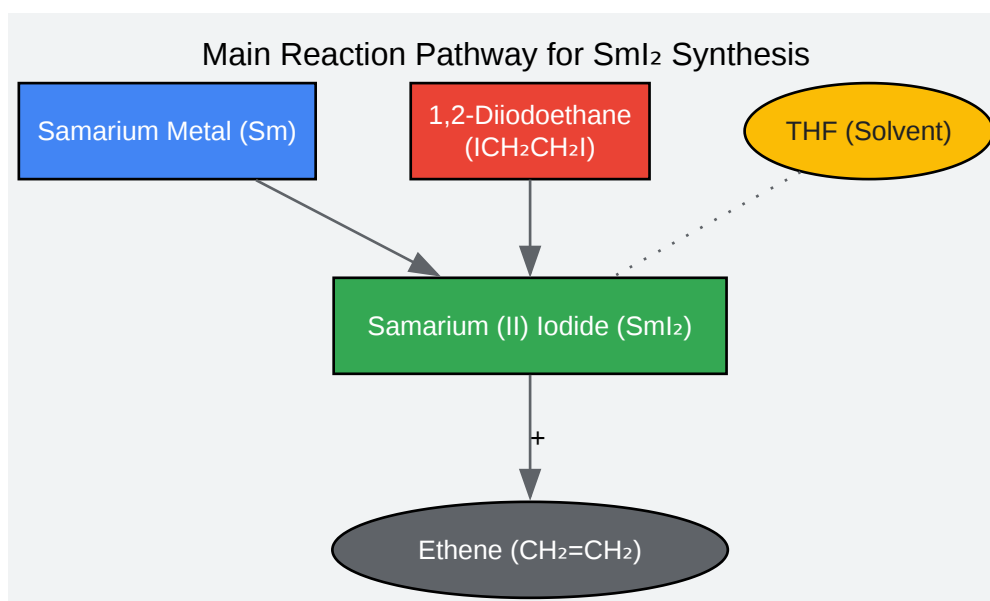 Main Reaction Pathway for SmI₂ Synthesis
Samarium Metal (Sm)
1,2-Diiodoethane
(ICH₂CH₂I)
THF (Solvent)
Samarium (II) Iodide (SmI₂)
+
Ethene (CH₂=CH₂)